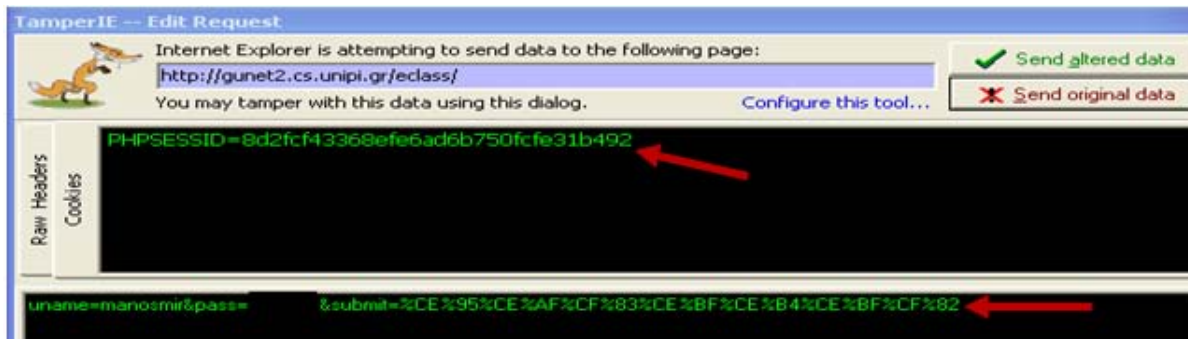 TamperIE -- Edit Request
Internet Explorer is attempting to send data to the following page:
http://gunet2.cs.unipi.gr/eclass/
You may tamper with this data using this dialog.
Configure this tool...
Send altered data
Send original data
Raw Headers
Cookies
PHPSESSID=8d2fcf43368efe6ad6b750fcfe31b492
uname=manosmir&pass= &submit=%CE%95%CE%AF%CF%83%CE%BF%CE%B4%CE%BF%CF%82